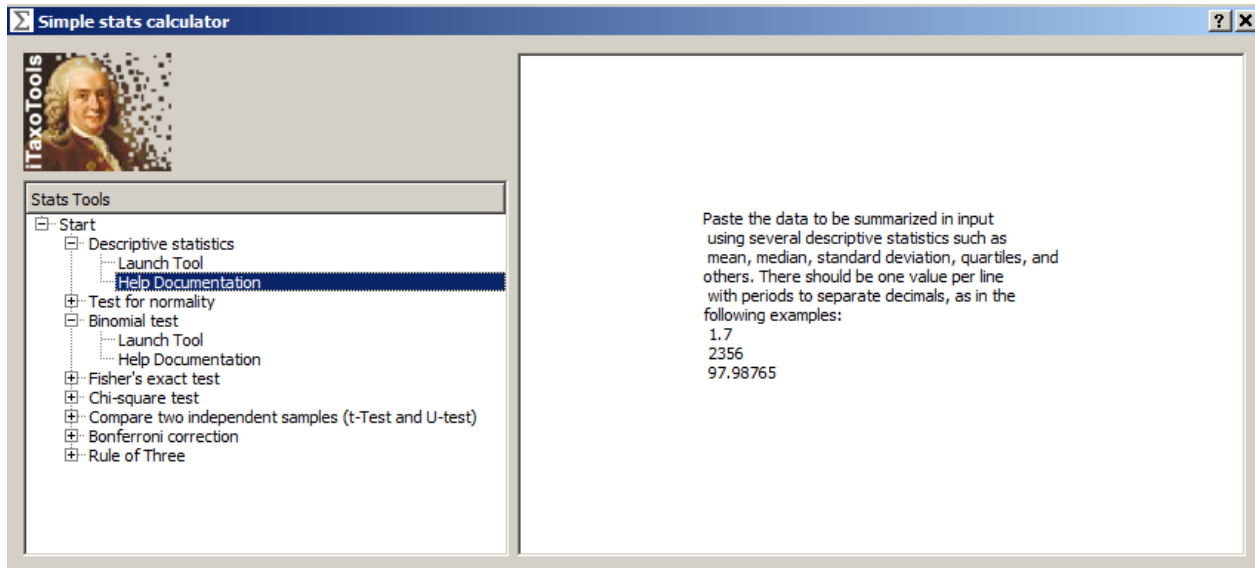 Simple stats calculator
iTaxoTools
Stats Tools
Start
Descriptive statistics
Launch Tool
Help Documentation
Test for normality
Binomial test
Launch Tool
Help Documentation
Fisher's exact test
Chi-square test
Compare two independent samples (t-Test and U-test)
Bonferroni correction
Rule of Three
Paste the data to be summarized in input
using several descriptive statistics such as
mean, median, standard deviation, quartiles, and
others. There should be one value per line
with periods to separate decimals, as in the
following examples:
1.7
2356
97.98765